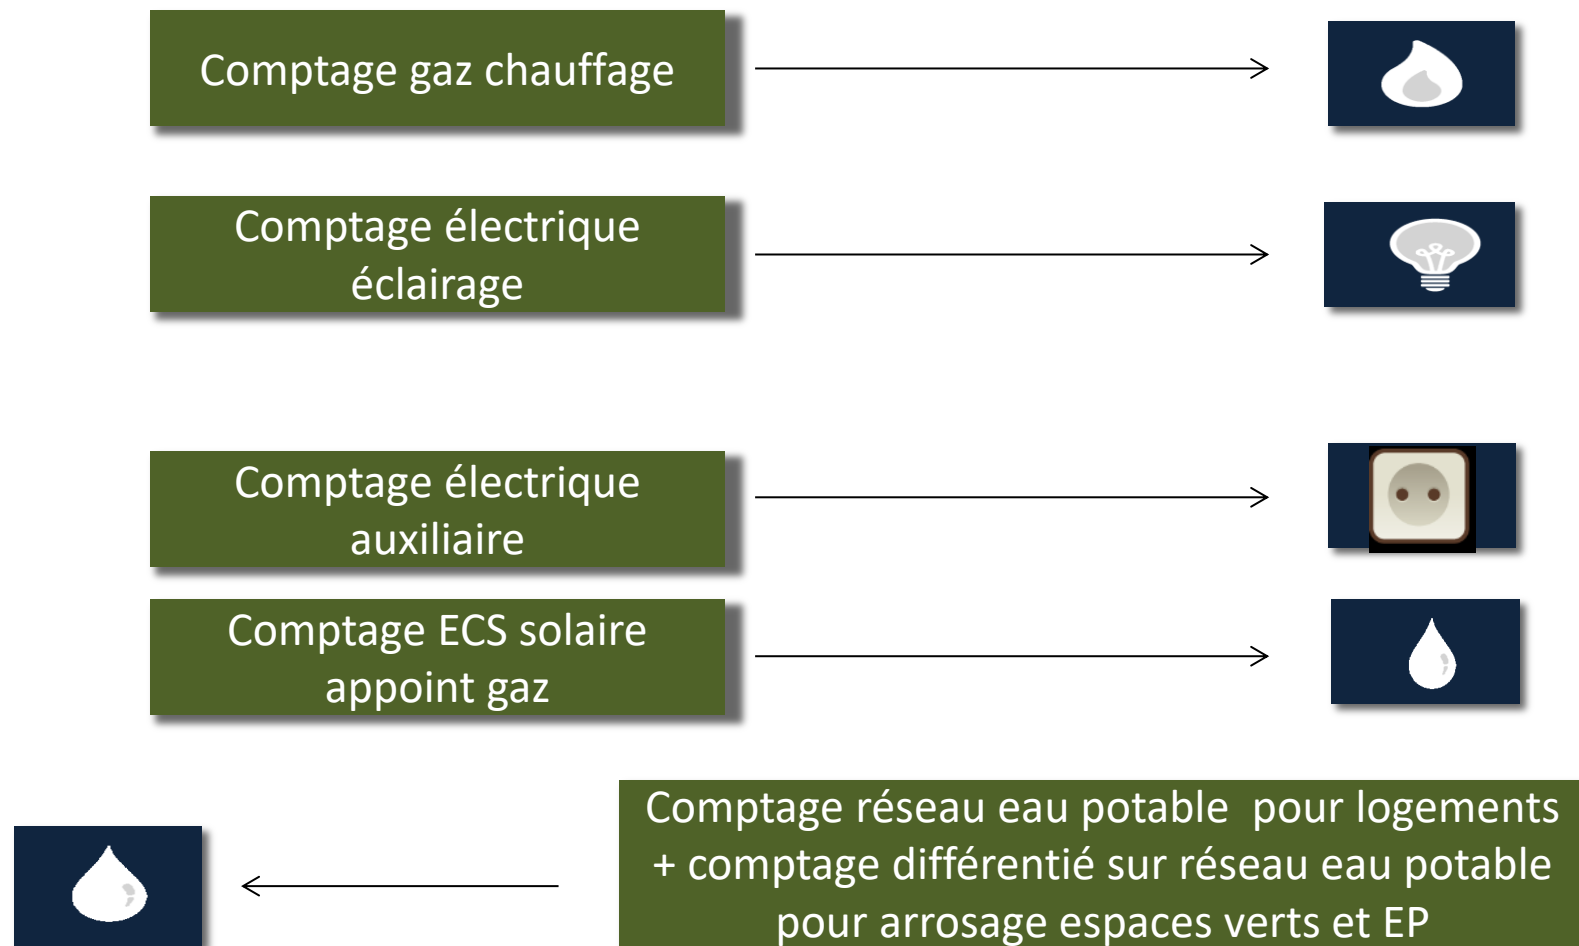 Comptage gaz chauffage
Comptage électrique
éclairage
Comptage électrique
auxiliaire
Comptage ECS solaire
appoint gaz
Comptage réseau eau potable pour logements
+ comptage différentié sur réseau eau potable
pour arrosage espaces verts et EP